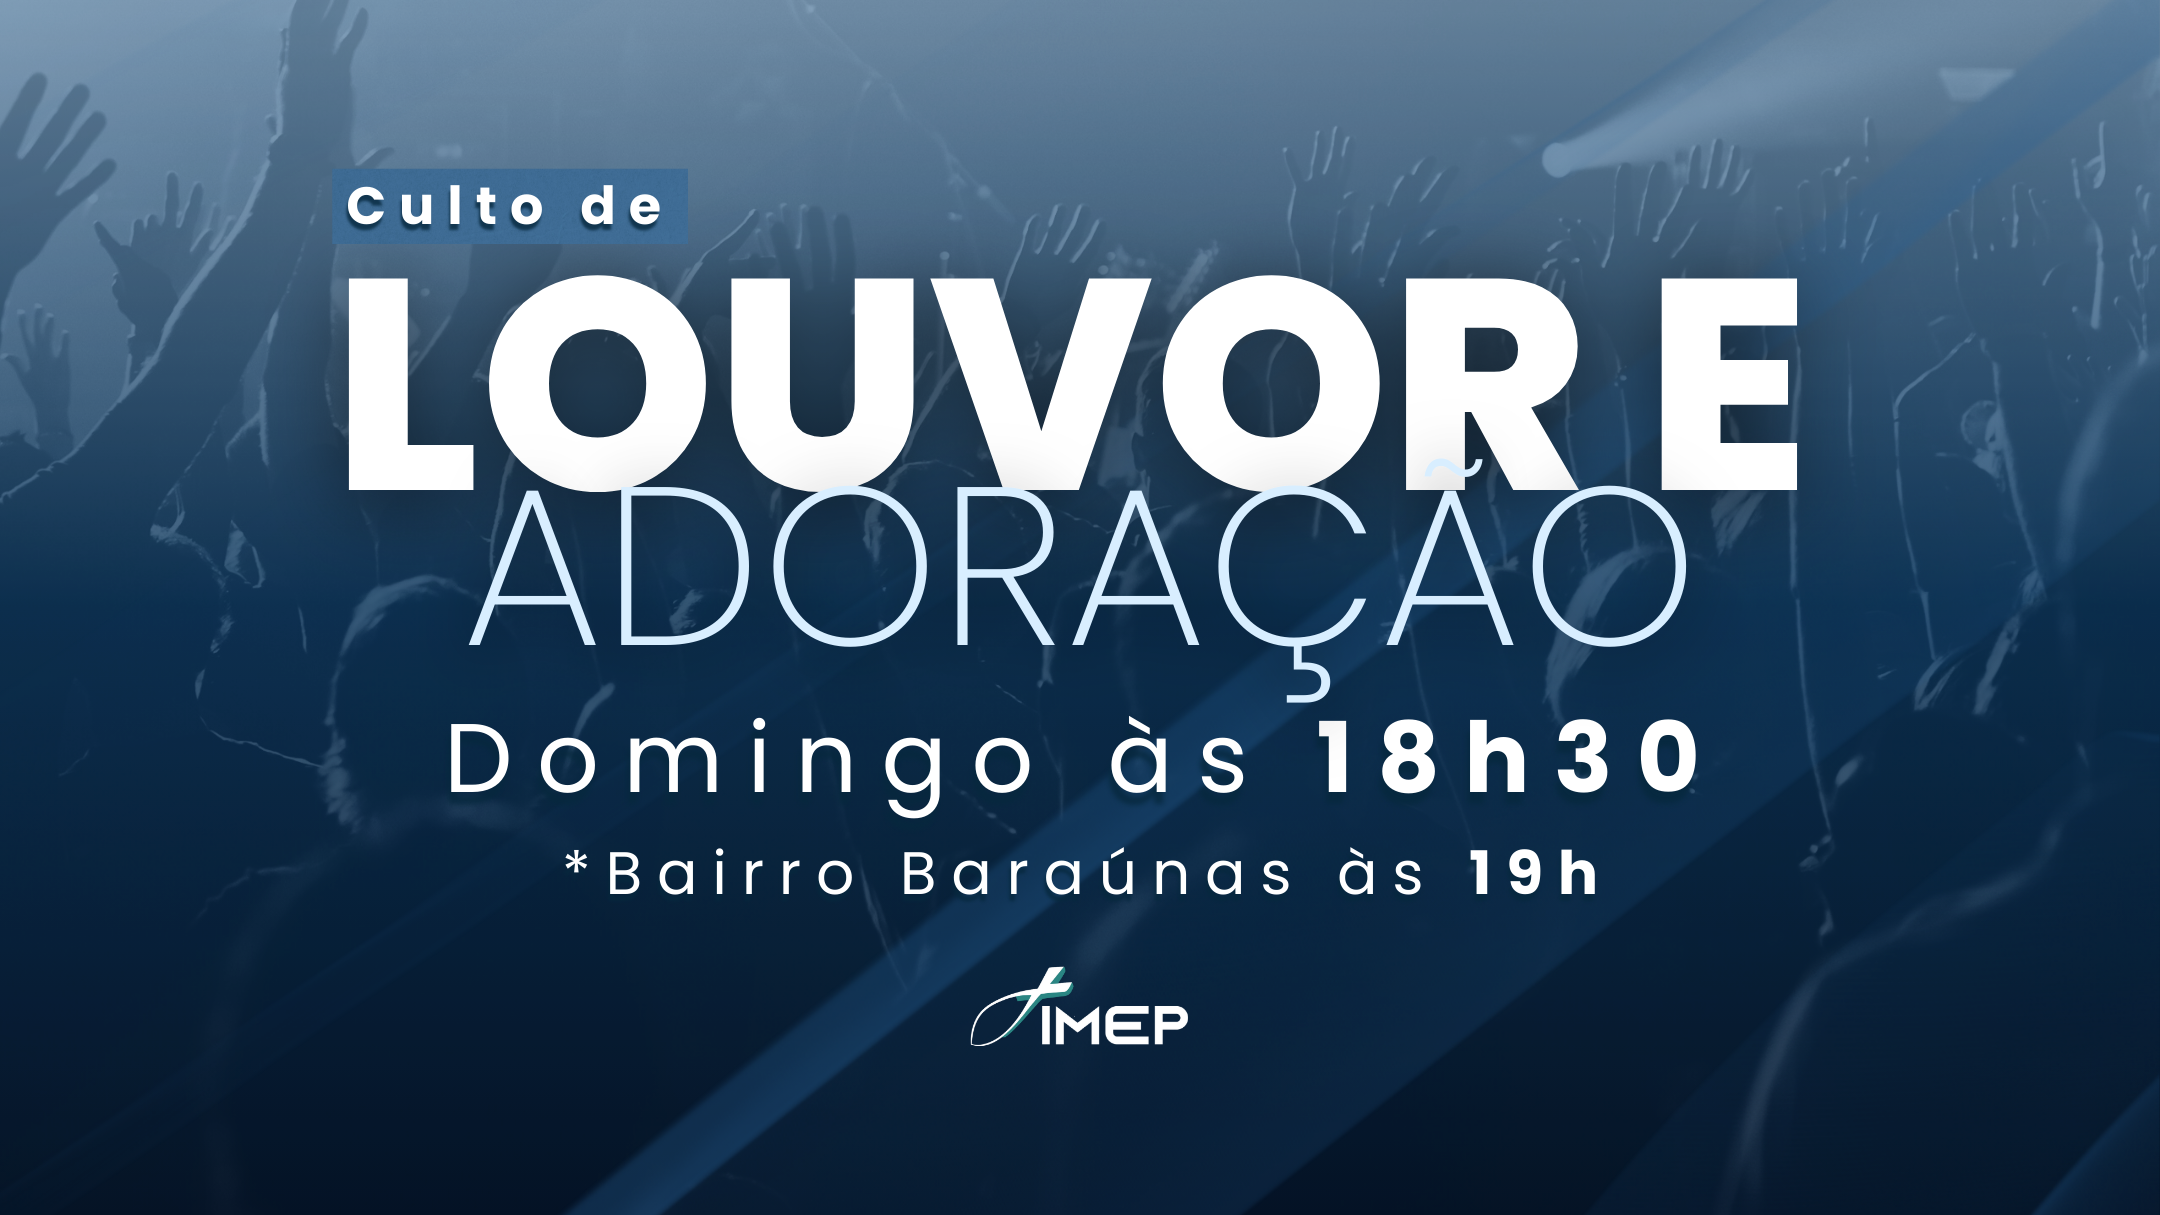 Culto de
LOUVOR E
ADORAÇÃO
Domingo às 18h30
*Bairro Baraúnas às 19h
IMEP